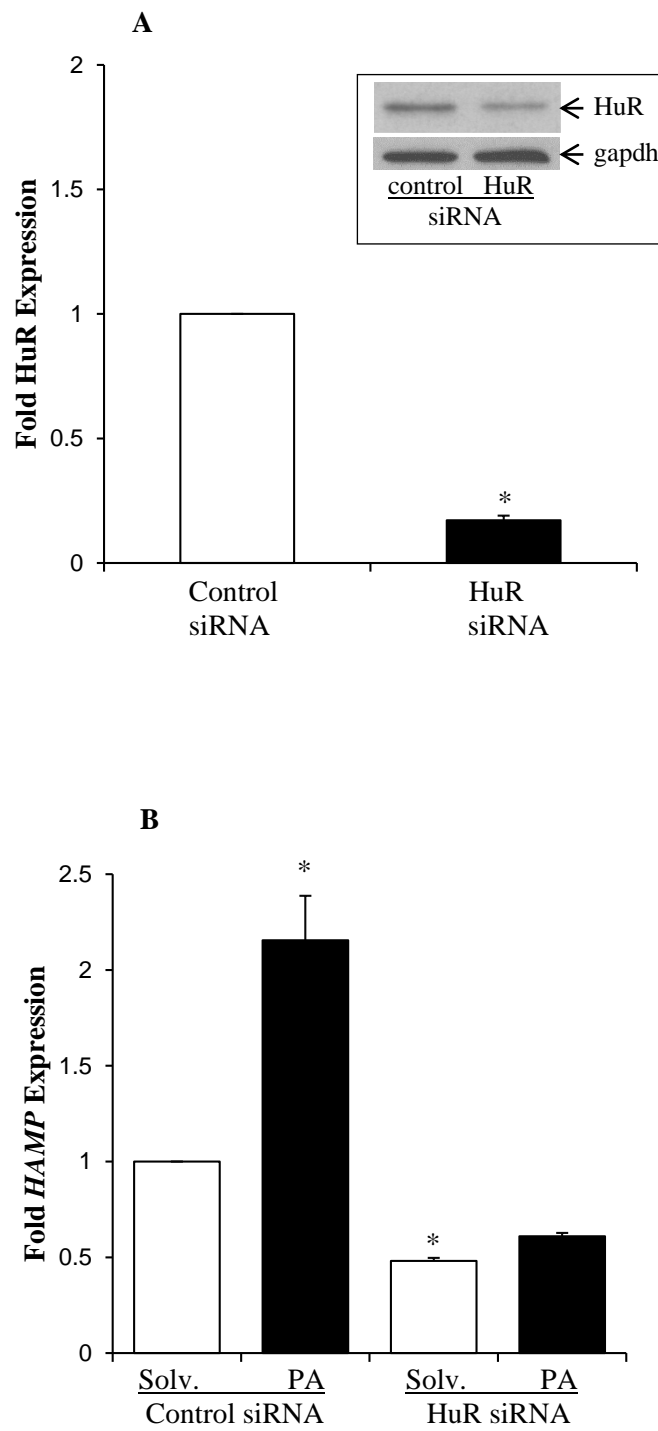 A
2
1.5
1
0.5
0
Fold HuR Expression
HuR
gapdh
control HuR
siRNA
*
Control
siRNA
HuR
siRNA
B
2.5
2
1.5
1
0.5
0
Fold HAMP Expression
*
*
Solv. PA Solv. PA
Control siRNA HuR siRNA